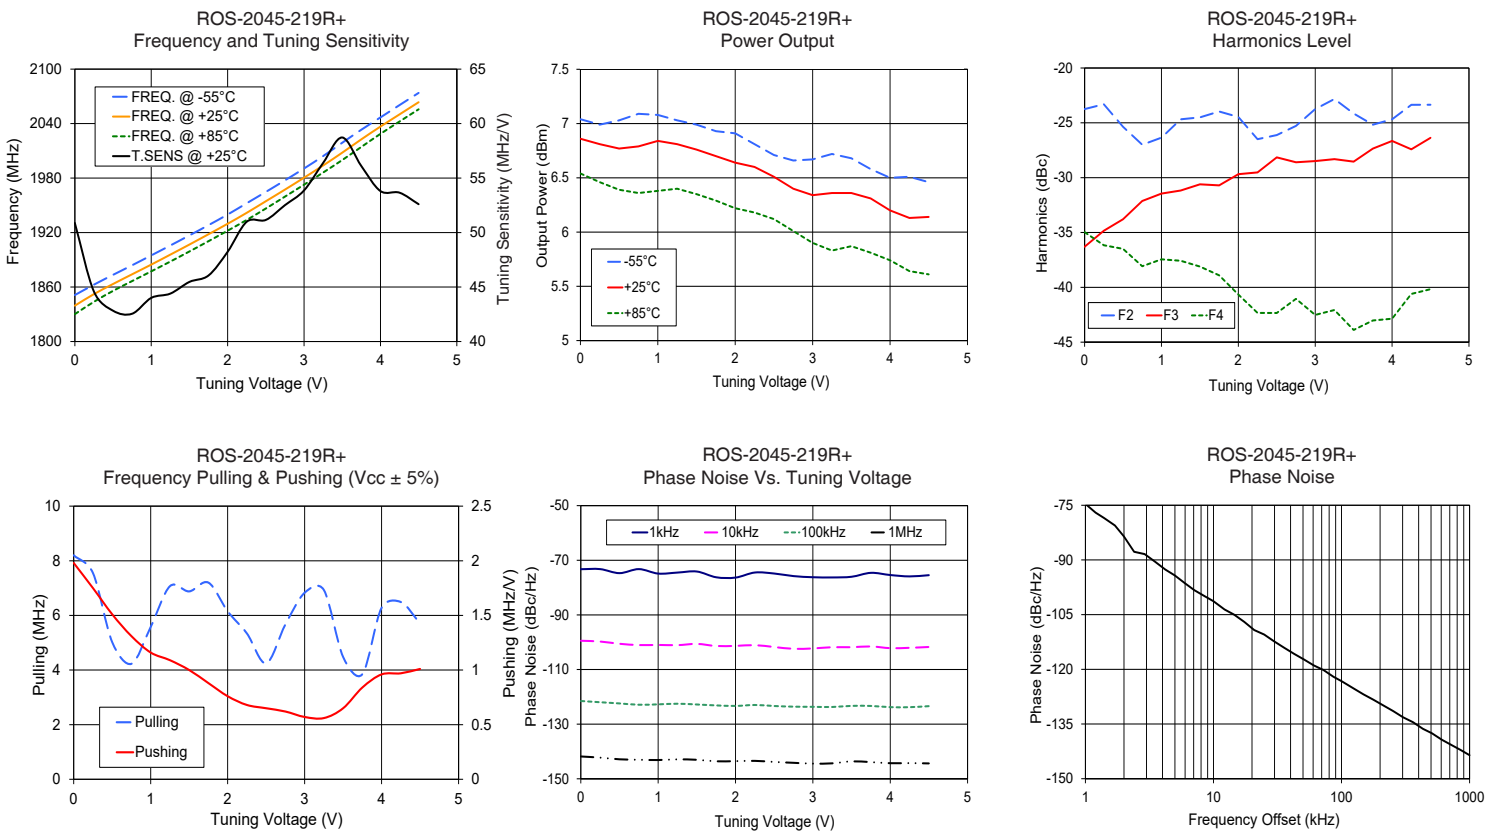 ROS-2045-219R+
Frequency and Tuning Sensitivity
2100
2040
1980
1920
1860
1800
65
60
55
50
45
40
Frequency (MHz)
Tuning Sensitivity (MHz/V)
FREQ. @ -55°C
FREQ. @ +25°C
FREQ. @ +85°C
T.SENS @ +25°C
0 1 2 3 4 5
Tuning Voltage (V)
ROS-2045-219R+
Power Output
7.5
7
6.5
6
5.5
5
Output Power (dBm)
-55°C
+25°C
+85°C
0 1 2 3 4 5
Tuning Voltage (V)
ROS-2045-219R+
Harmonics Level
-20
-25
-30
-35
-40
-45
Harmonics (dBc)
F2 F3 F4
0 1 2 3 4 5
Tuning Voltage (V)
ROS-2045-219R+
Frequency Pulling & Pushing (Vcc ± 5%)
10
8
6
4
2
0
2.5
2
1.5
1
0.5
0
Pulling (MHz)
Pushing (MHz/V)
Pulling
Pushing
0 1 2 3 4 5
Tuning Voltage (V)
ROS-2045-219R+
Phase Noise Vs. Tuning Voltage
-50
-70
-90
-110
-130
-150
Phase Noise (dBc/Hz)
1kHz 10kHz 100kHz 1MHz
0 1 2 3 4 5
Tuning Voltage (V)
ROS-2045-219R+
Phase Noise
-75
-90
-105
-120
-135
-150
Phase Noise (dBc/Hz)
1 10 100 1000
Frequency Offset (kHz)